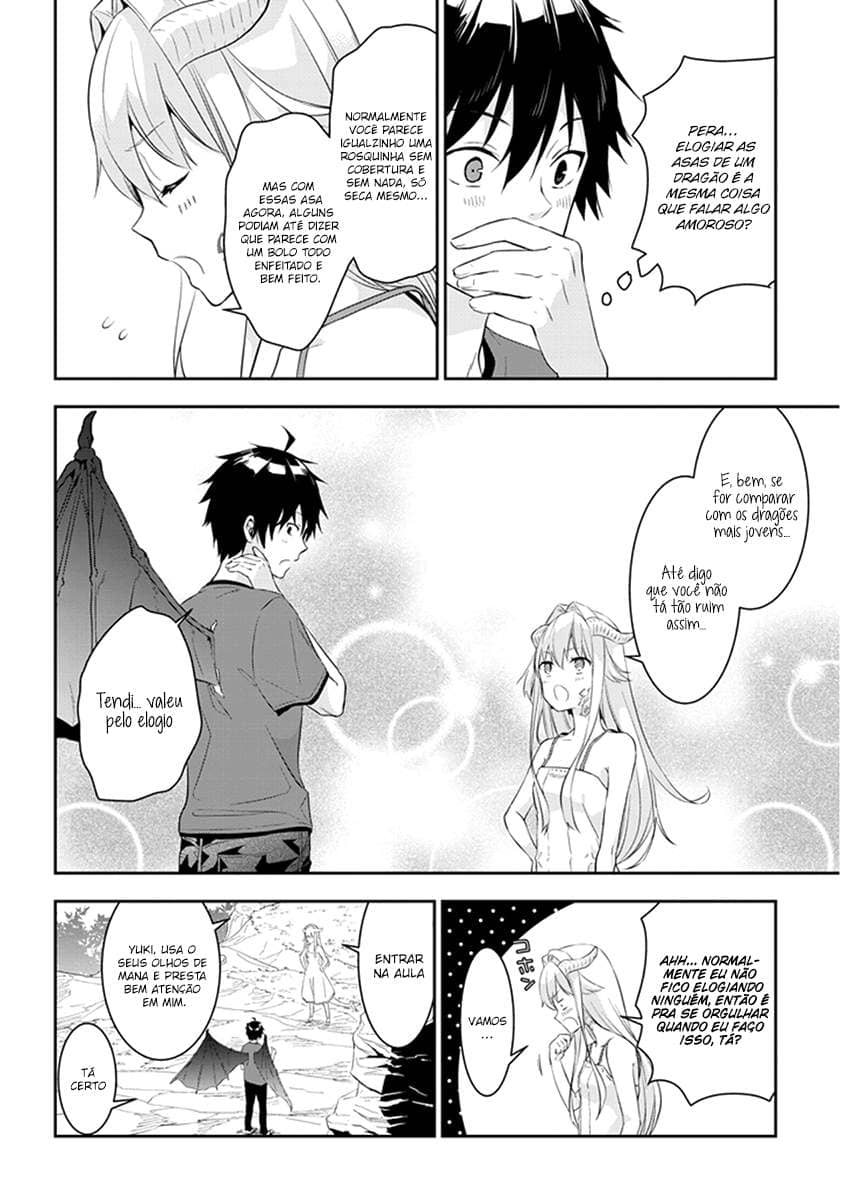 PERA...
ELOGIAR AS
ASAS DE UM
DRAGÃO É A
MESMA COISA
QUE FALAR ALGO
AMOROSO?
NORMALMENTE
VOCÊ PARECE
IGUALZINHO UMA
ROSQUINHA SEM
COBERTURA E
SEM NADA, SÓ
SECA MESMO...
MAS COM
ESSAS ASA
AGORA, ALGUNS
PODIAM ATÉ DIZER
QUE PARECE COM
UM BOLO TODO
ENFEITADO E
BEM FEITO.
E, bem, se
for comparar
com os dragões
mais jovens...
Até digo
que você não
tá tão ruim
assim...
Tendi... valeu
pelo elogio
AHH... NORMAL-
MENTE EU NÃO
FICO ELOGIANDO
NINGUÉM, ENTÃO É
PRA SE ORGULHAR
QUANDO EU FAÇO
ISSO, TÁ?
コホン
VAMOS
...
ENTRAR
NA AULA
YUKI, USA O
SEUS OLHOS DE
MANA E PRESTA
BEM ATENÇÃO
EM MIM.
TÁ
CERTO